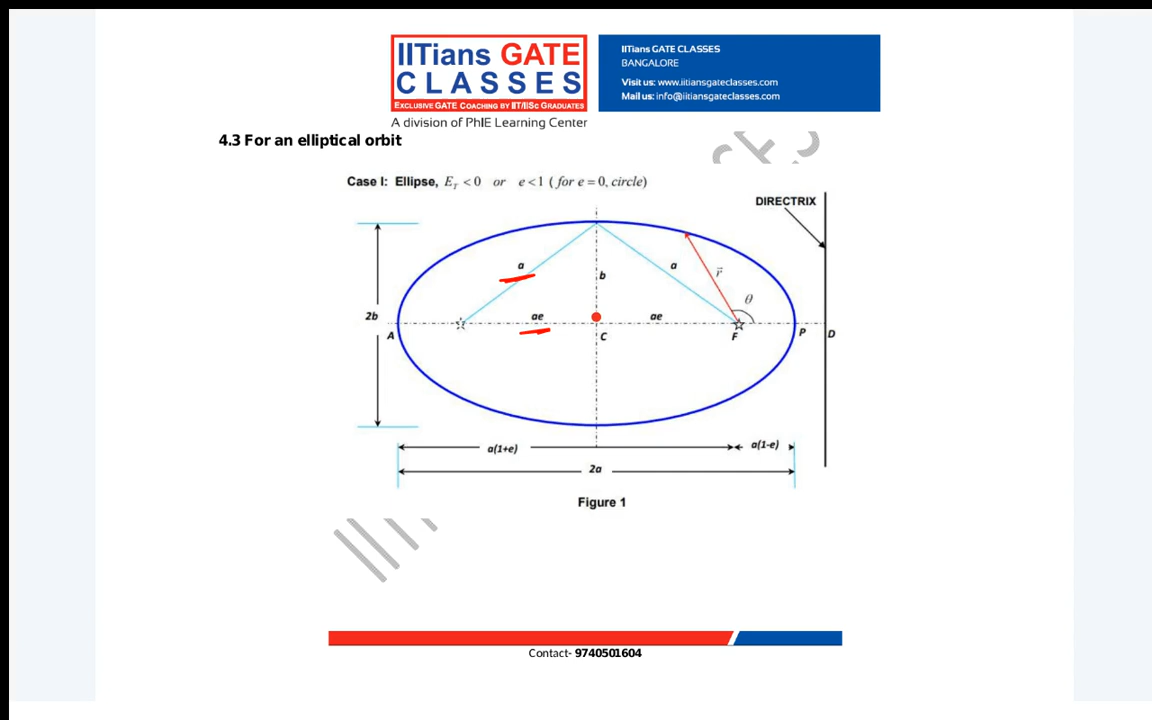 IITians GATE
CLASSES
EXCLUSIVE GATE COACHING BY IIT/IISC GRADUATES
A division of PhIE Learning Center
IITians GATE CLASSES
BANGALORE
Visit us: www.iitiansgateclasses.com
Mail us: info@iitiansgateclasses.com
4.3 For an elliptical orbit
Case I: Ellipse, E_T < 0 or e < 1 ( for e = 0, circle)
DIRECTRIX
a
a
r⃗
b
θ
2b
ae
ae
A
C
F
P
D
a(1+e)
a(1-e)
2a
Figure 1
Contact- 9740501604